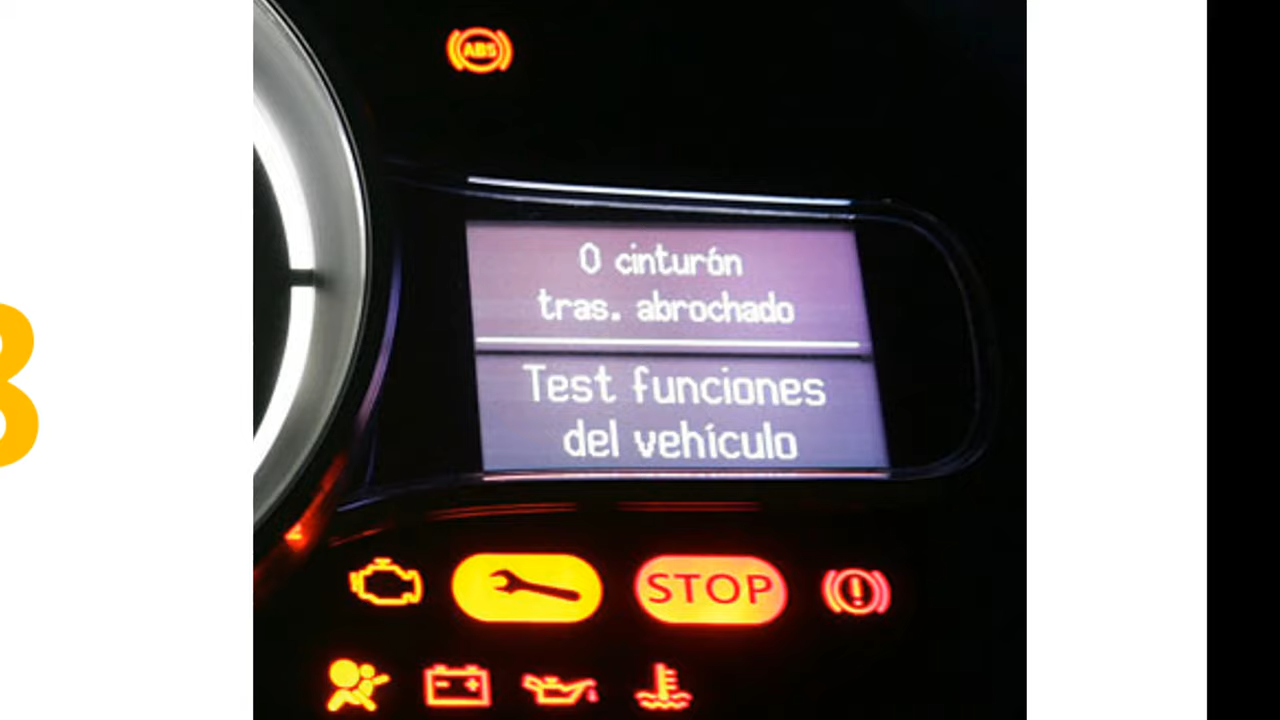 ABS
0 cinturón
tras. abrochado
Test funciones
del vehículo
STOP